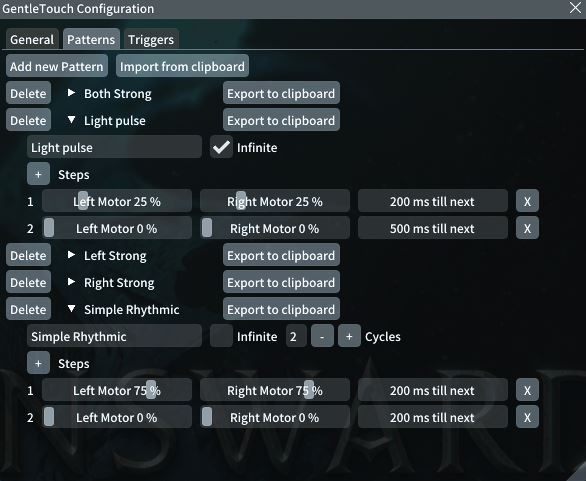 GentleTouch Configuration X
General Patterns Triggers
Add new Pattern Import from clipboard
Delete Both Strong Export to clipboard
Delete Light pulse Export to clipboard
Light pulse Infinite
+ Steps
1 Left Motor 25 % Right Motor 25 % 200 ms till next X
2 Left Motor 0 % Right Motor 0 % 500 ms till next X
Delete Left Strong Export to clipboard
Delete Right Strong Export to clipboard
Delete Simple Rhythmic Export to clipboard
Simple Rhythmic Infinite 2 - + Cycles
+ Steps
1 Left Motor 75 % Right Motor 75 % 200 ms till next X
2 Left Motor 0 % Right Motor 0 % 200 ms till next X
NSWARD